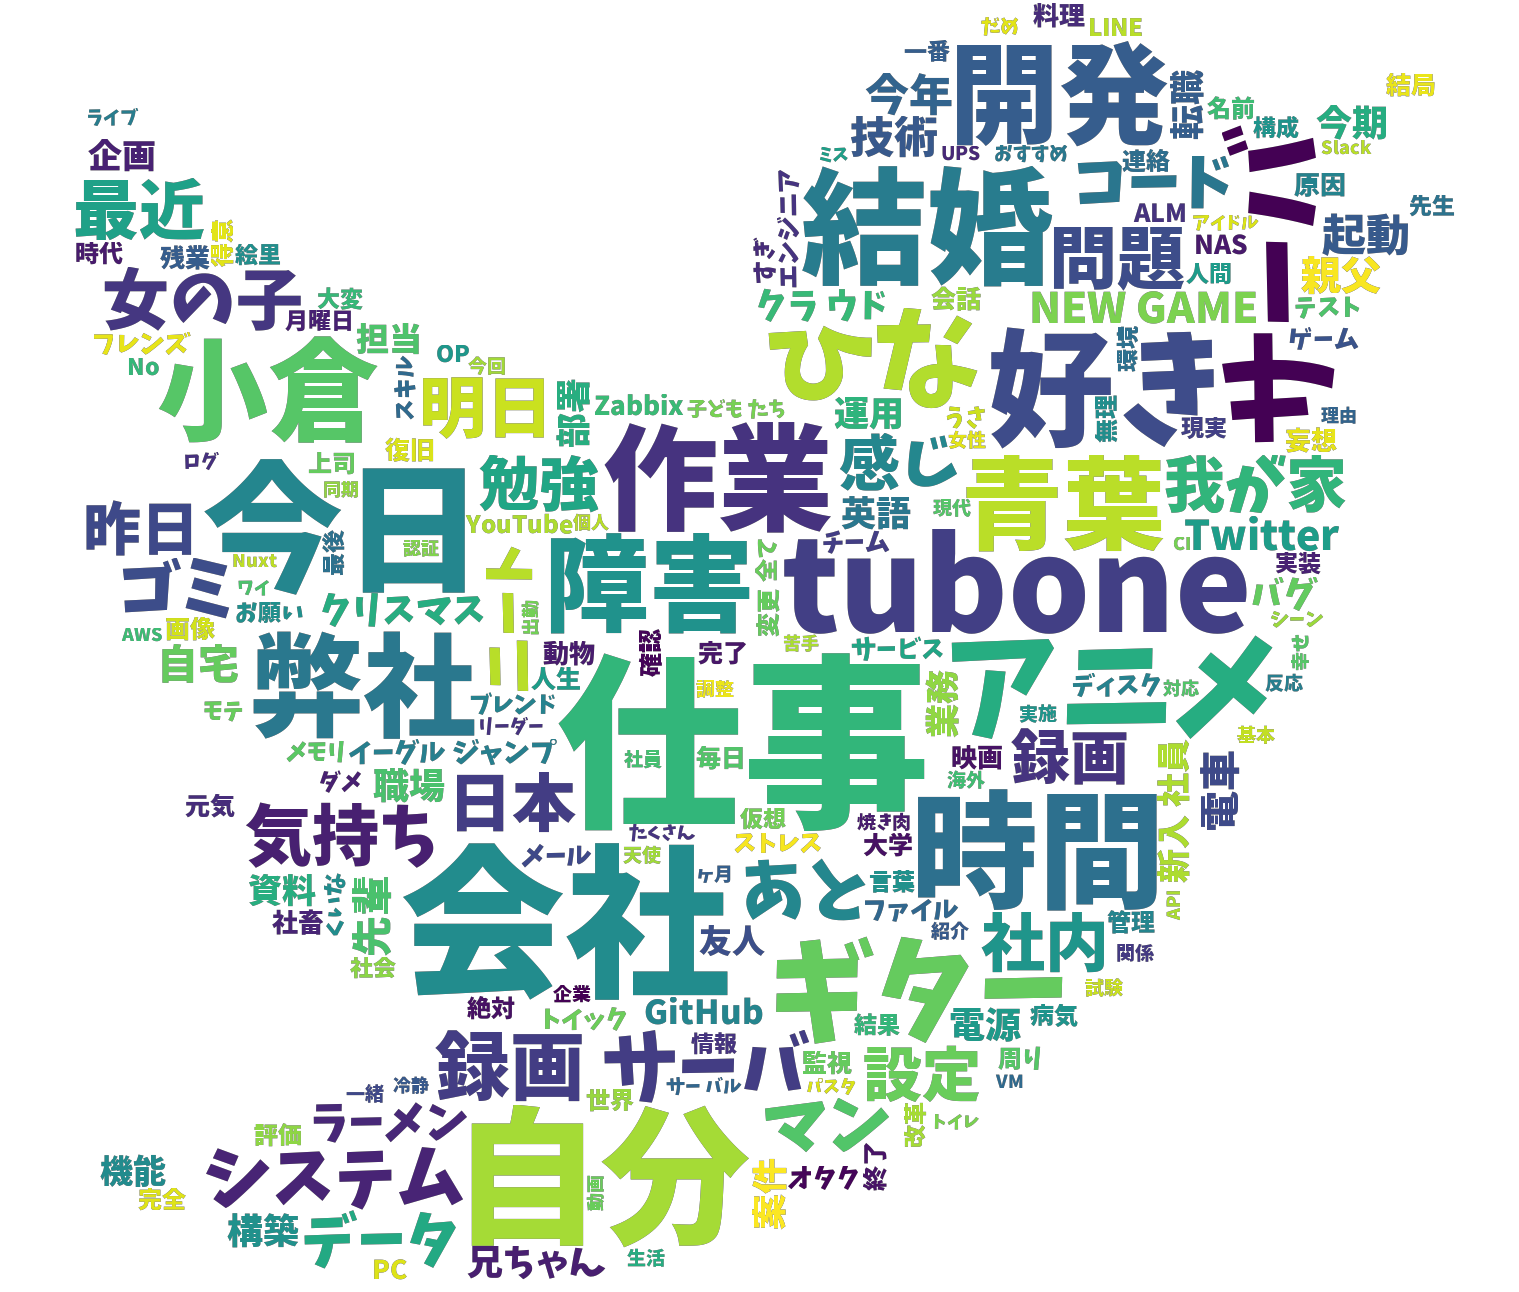 料理
だめ
LINE
一番
開発
転職
結局
今年
名前
ライブ
技術
構成
今期
企画
ミス
UPS
おすすめ
連絡
ジャーキ
Slack
最近
エンジニア
結婚
コード
原因
先生
ALM
アイドル
起動
時代
残業
絵里
すぎ
問題
NAS
人間
親父
女の子
大変
クラウド
会話
NEW GAME
テスト
月曜日
担当
ひな
好き
環境
ゲーム
フレンズ
OP
No
小倉
スキル
今回
明日
部署
Zabbix
子どもたち
運用
うさ
無理
現実
理由
復旧
女性
妄想
ログ
上司
作業
感じ
青葉
我が家
同期
勉強
英語
現代
昨日
今日
YouTube
個人
チーム
CI
Twitter
最後
認証
障害
全て
tubone
実装
Nuxt
ゴミ
ワイ
バグ
お願い
クリスマス
出勤
変更
シーン
AWS
画像
確認
苦手
サービス
アニメ
幸せ
自宅
弊社
動物
完了
人生
仕事
調整
業務
ディスク
対応
反応
モテ
ブレンド
リーダー
実施
基本
メモリ
イーグル
ジャンプ
社員
毎日
映画
録画
新入社員
電車
ダメ
職場
日本
海外
元気
気持ち
仮想
焼き肉
時間
たくさん
ストレス
大学
メール
天使
資料
くいな
先輩
会社
ヶ月
あと
言葉
API
社畜
ファイル
友人
紹介
社内
管理
社会
ギター
関係
絶対
企業
試験
トイック
GitHub
結果
電源
病気
録画
サーバ
情報
監視
設定
周り
一緒
冷静
サーバル
パスタ
VM
世界
ラーメン
マン
改革
トイレ
評価
機能
システム
自分
案件
オタク
終了
完全
動画
構築
データ
PC
兄ちゃん
生活